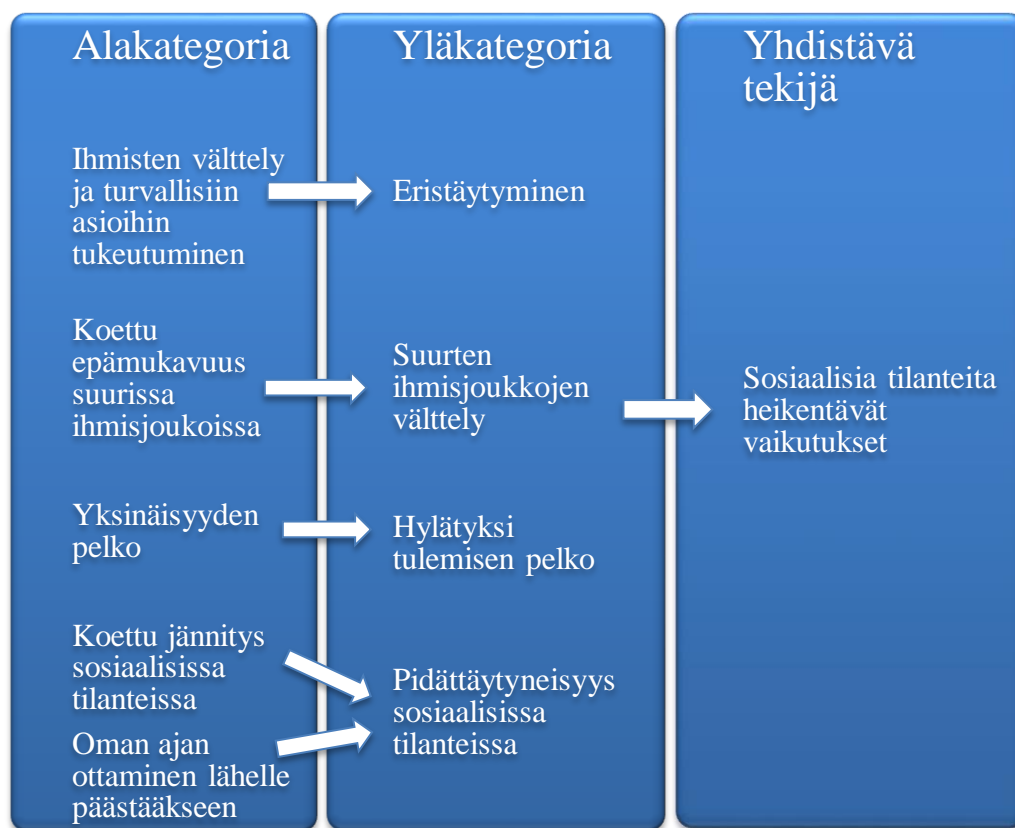 Alakategoria
Ihmisten välttely
ja turvallisiin
asioihin
tukeutuminen
Koettu
epämukavuus
suurissa
ihmisjoukoissa
Yksinäisyyden
pelko
Koettu jännitys
sosiaalisissa
tilanteissa
Oman ajan
ottaminen lähelle
päästääkseen
Yläkategoria
Eristäytyminen
Suurten
ihmisjoukkojen
välttely
Hylätyksi
tulemisen pelko
Pidättäytyneisyys
sosiaalisissa
tilanteissa
Yhdistävä
tekijä
Sosiaalisia tilanteita
heikentävät
vaikutukset